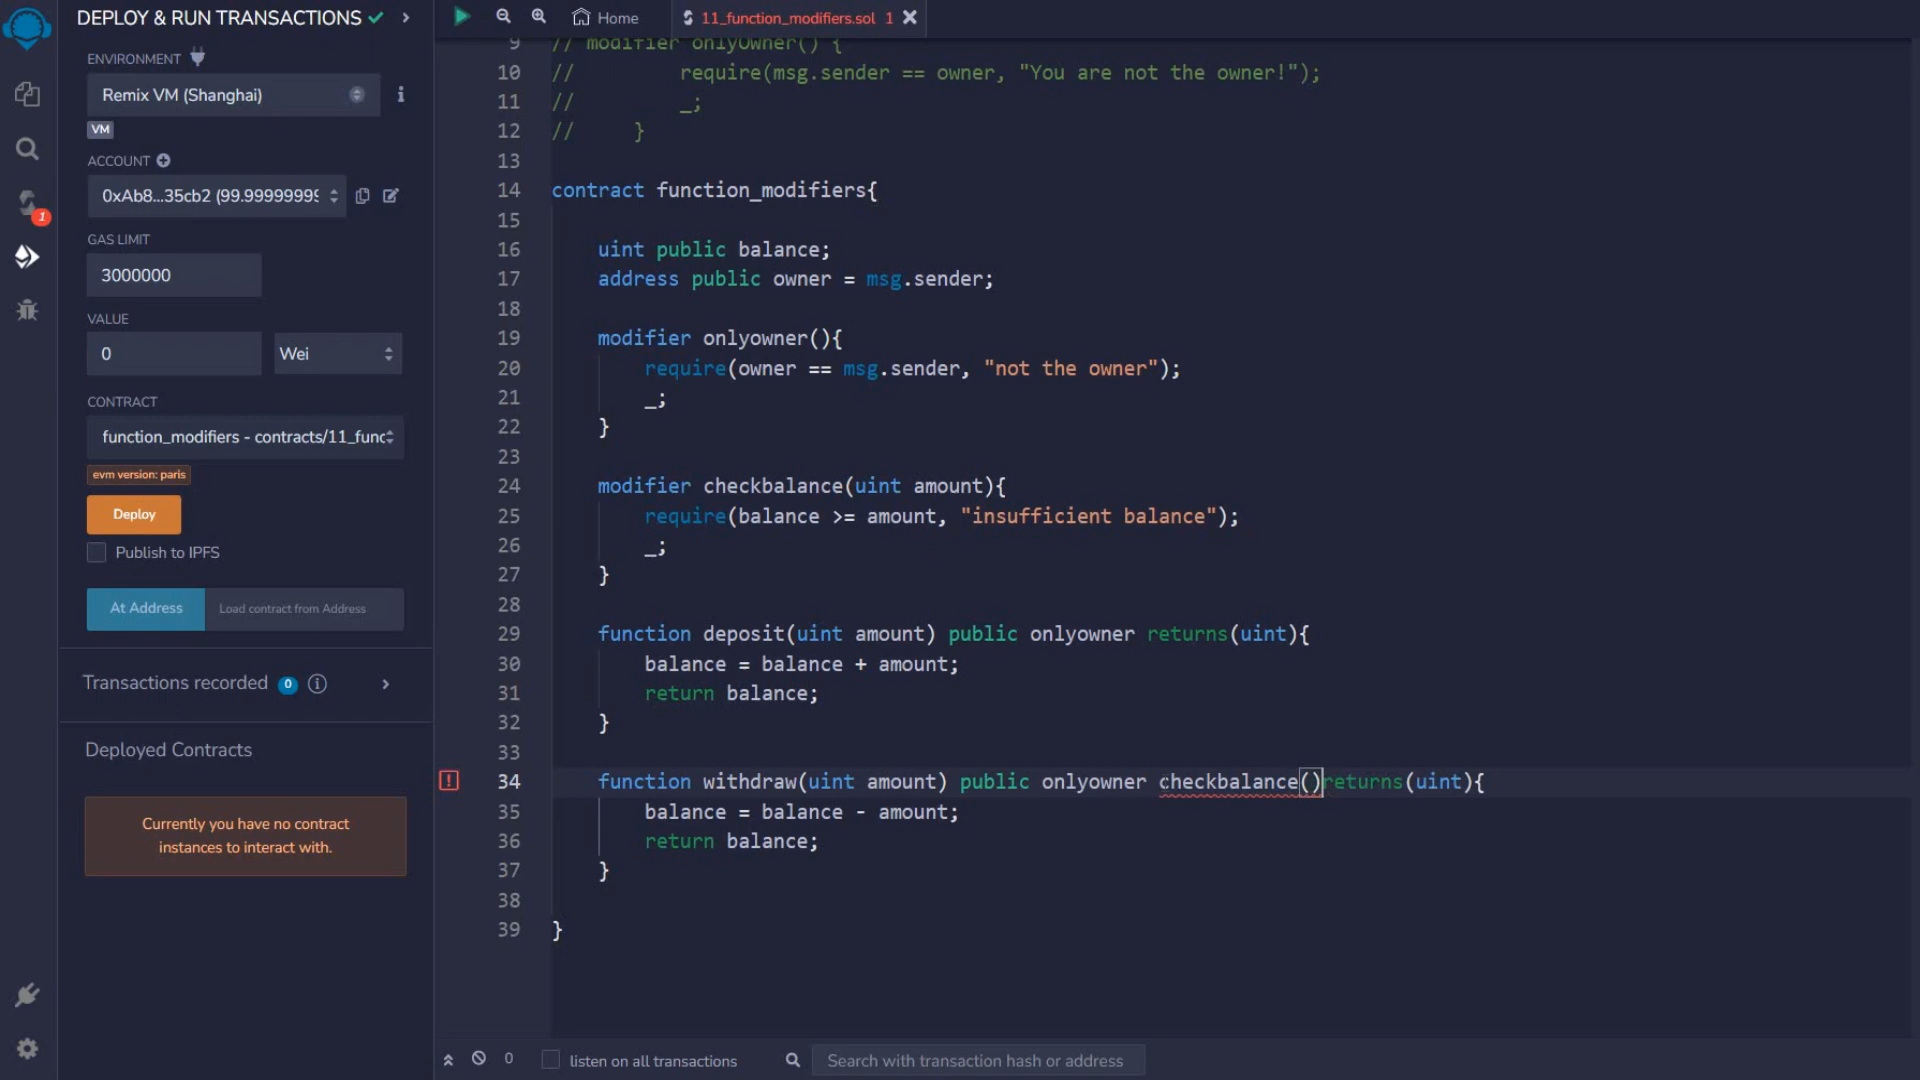 DEPLOY & RUN TRANSACTIONS
ENVIRONMENT
Remix VM (Shanghai)
VM
ACCOUNT
0xAb8...35cb2 (99.99999999
GAS LIMIT
3000000
VALUE
0
Wei
CONTRACT
function_modifiers - contracts/11_func
evm version: paris
Deploy
Publish to IPFS
At Address
Load contract from Address
Transactions recorded 0 i
Deployed Contracts
Currently you have no contract
instances to interact with.
1
Home
11_function_modifiers.sol 1
9 // modifier onlyOwner() {
10 // require(msg.sender == owner, "You are not the owner!");
11 // _;
12 // }
13
14 contract function_modifiers{
15
16 uint public balance;
17 address public owner = msg.sender;
18
19 modifier onlyowner(){
20 require(owner == msg.sender, "not the owner");
21 _;
22 }
23
24 modifier checkbalance(uint amount){
25 require(balance >= amount, "insufficient balance");
26 _;
27 }
28
29 function deposit(uint amount) public onlyowner returns(uint){
30 balance = balance + amount;
31 return balance;
32 }
33
34 function withdraw(uint amount) public onlyowner checkbalance()returns(uint){
35 balance = balance - amount;
36 return balance;
37 }
38
39 }
0
listen on all transactions
Search with transaction hash or address